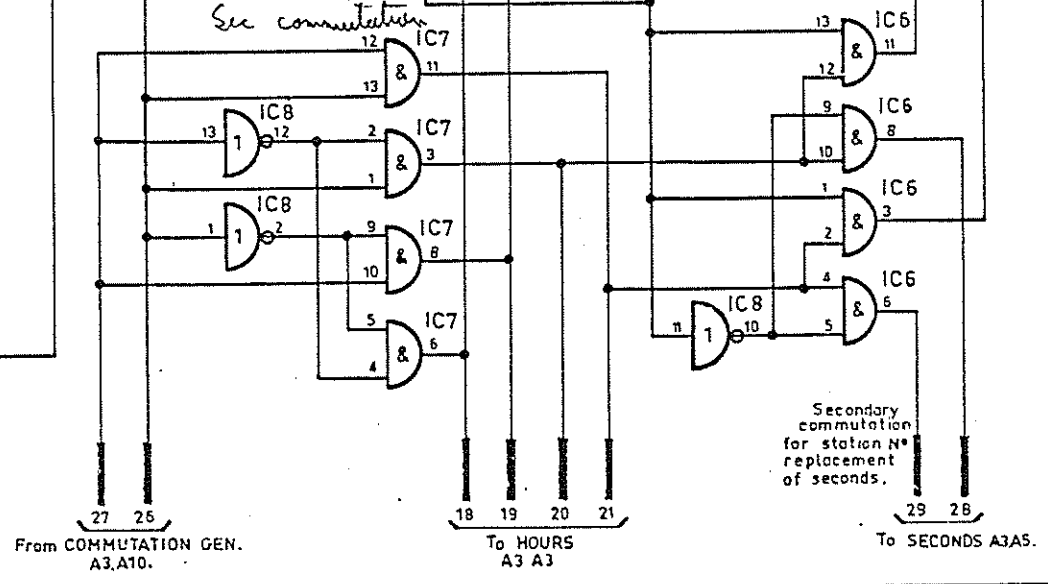 Sec commutation
13 IC6
12 IC7
11
& 11
&
13
12
9 IC6
IC8
13 1 12
2 IC7
& 8
10
& 3
1
1 IC6
IC8
1 1 2
9 IC7
& 3
2
& 8
10
4 IC6
& 6
5 IC7
IC8
11 1 10
5
& 6
4
Secondary
commutation
for station Nº
replacement
of seconds.
27 26
18 19 20 21
29 28
From COMMUTATION GEN.
A3,A10.
To HOURS
A3 A3
To SECONDS A3,A5.